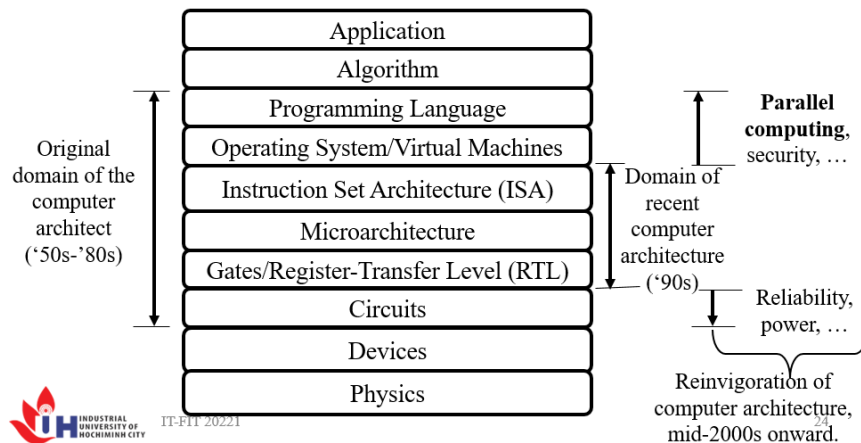 Application
Algorithm
Programming Language
Operating System/Virtual Machines
Instruction Set Architecture (ISA)
Microarchitecture
Gates/Register-Transfer Level (RTL)
Circuits
Devices
Physics
Original
domain of the
computer
architect
(‘50s-’80s)
Domain of
recent
computer
architecture
(‘90s)
Parallel
computing,
security, …
Reliability,
power, …
Reinvigoration of
computer architecture,
mid-2000s onward.
IUH
INDUSTRIAL
UNIVERSITY OF
HOCHIMINH CITY
IT-FIT 20221
24